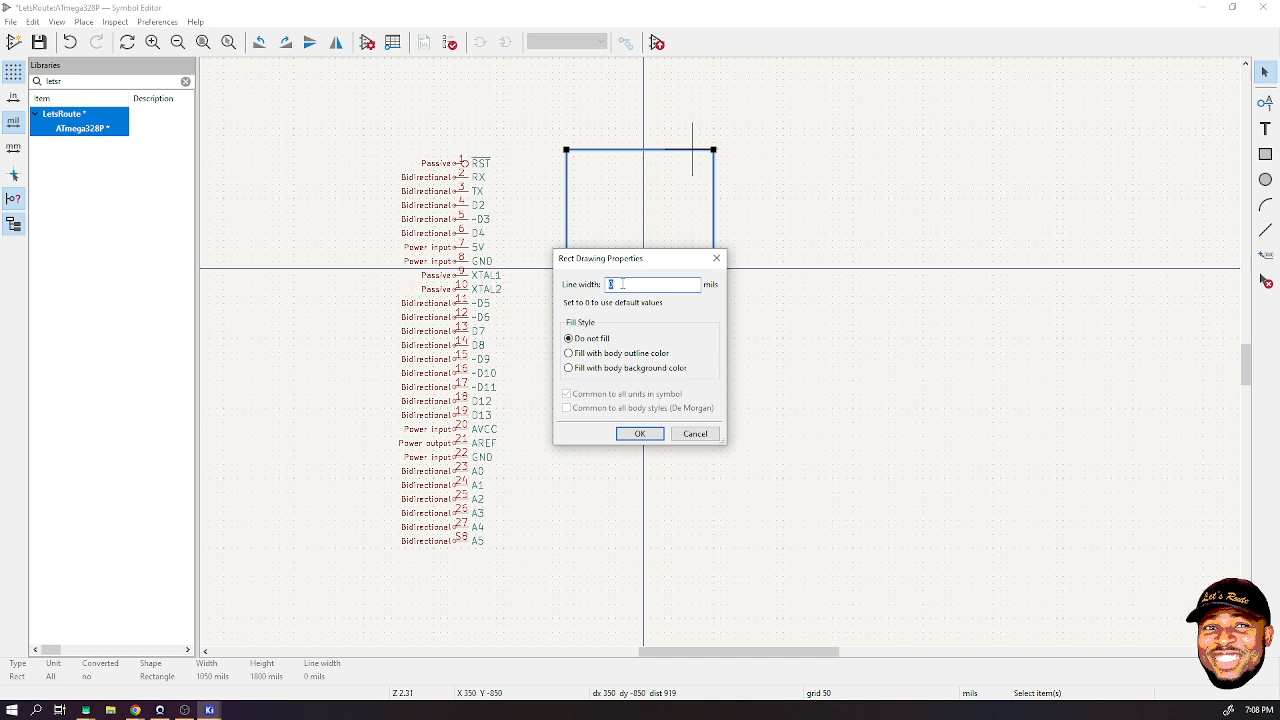 *LetsRoute:ATmega328P — Symbol Editor
File Edit View Place Inspect Preferences Help
Libraries
letsr
Item Description
LetsRoute *
ATmega328P *
in
mil
mm
Passive 1 RST
Bidirectional 2 RX
Bidirectional 3 TX
Bidirectional 4 D2
Bidirectional 5 ~D3
Bidirectional 6 D4
Power input 7 5V
Power input 8 GND
Passive 9 XTAL1
Passive 10 XTAL2
Bidirectional 11 ~D5
Bidirectional 12 ~D6
Bidirectional 13 D7
Bidirectional 14 D8
Bidirectional 15 ~D9
Bidirectional 16 ~D10
Bidirectional 17 ~D11
Bidirectional 18 D12
Bidirectional 19 D13
Power input 20 AVCC
Power output 21 AREF
Power input 22 GND
Bidirectional 23 A0
Bidirectional 24 A1
Bidirectional 25 A2
Bidirectional 26 A3
Bidirectional 27 A4
Bidirectional S8 A5
Rect Drawing Properties
Line width: 0 mils
Set to 0 to use default values
Fill Style
Do not fill
Fill with body outline color
Fill with body background color
Common to all units in symbol
Common to all body styles (De Morgan)
OK Cancel
Let's Route
Type Unit Converted Shape Width Height Line width
Rect All no Rectangle 1050 mils 1800 mils 0 mils
Z 2.31 X 350 Y -850 dx 350 dy -850 dist 919 grid 50 mils Select item(s)
Ki 7:08 PM